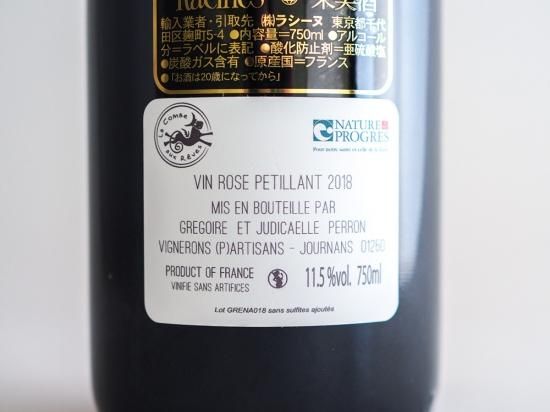 Racines 果実酒
輸入業者・引取先 ㈱ラシーヌ 東京都千代
田区麹町5-4 ●内容量=750ml ●アルコール
分=ラベルに表記 ●酸化防止剤=亜硫酸塩
●炭酸ガス含有 ●原産国=フランス
●「お酒は20歳になってから」
La Combe aux Rêves
NATURE & PROGRES
VIN ROSE PETILLANT 2018
MIS EN BOUTEILLE PAR
GREGOIRE ET JUDICAELLE PERRON
VIGNERONS (P)ARTISANS - JOURNANS 01250
PRODUCT OF FRANCE
VINIFIE SANS ARTIFICES
11.5%vol. 750ml
Lot GRENA018 sans sulfites ajoutés